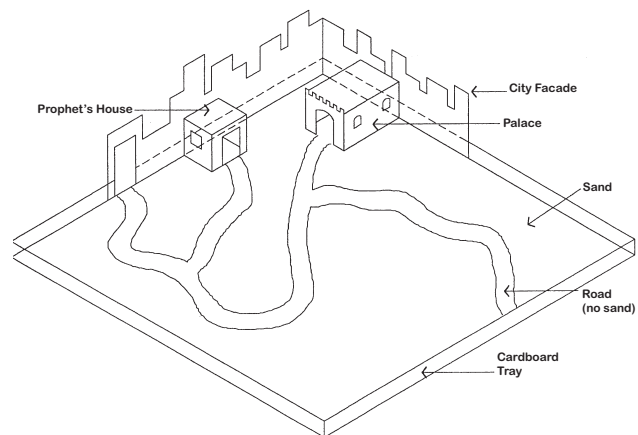 City Facade
Prophet's House
Palace
Sand
Road
(no sand)
Cardboard
Tray